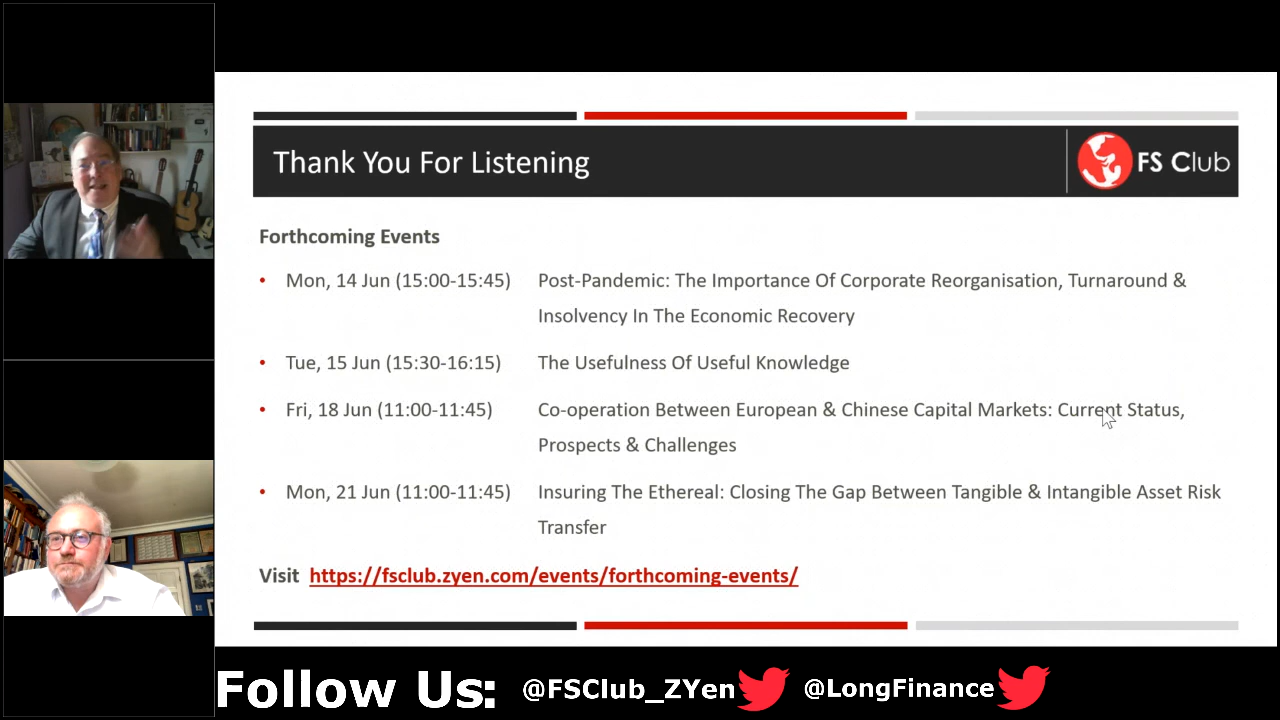 Thank You For Listening
FS Club
Forthcoming Events
• Mon, 14 Jun (15:00-15:45) Post-Pandemic: The Importance Of Corporate Reorganisation, Turnaround &
Insolvency In The Economic Recovery
• Tue, 15 Jun (15:30-16:15) The Usefulness Of Useful Knowledge
• Fri, 18 Jun (11:00-11:45) Co-operation Between European & Chinese Capital Markets: Current Status,
Prospects & Challenges
• Mon, 21 Jun (11:00-11:45) Insuring The Ethereal: Closing The Gap Between Tangible & Intangible Asset Risk
Transfer
Visit https://fsclub.zyen.com/events/forthcoming-events/
Follow Us: @FSClub_ZYen @LongFinance